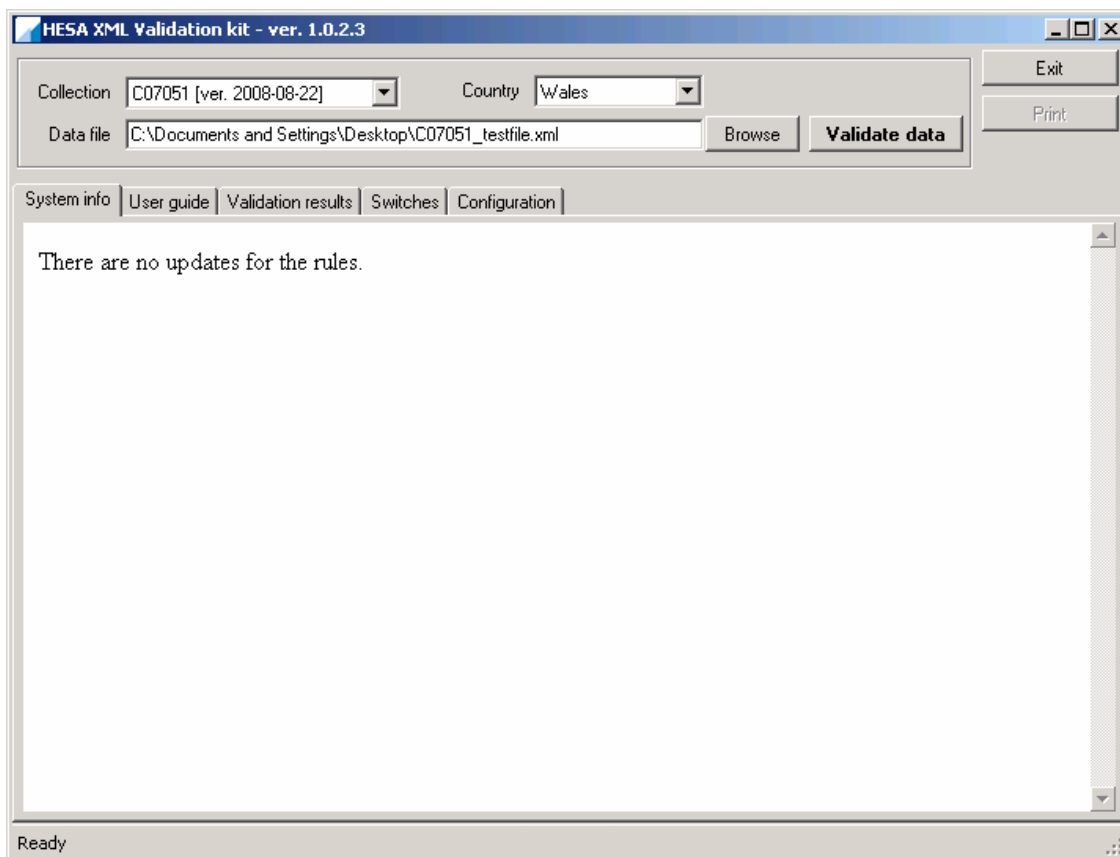 HESA XML Validation kit - ver. 1.0.2.3
Collection C07051 [ver. 2008-08-22] Country Wales Exit
Data file C:\Documents and Settings\Desktop\C07051_testfile.xml Browse Validate data Print
System info User guide Validation results Switches Configuration
There are no updates for the rules.
Ready